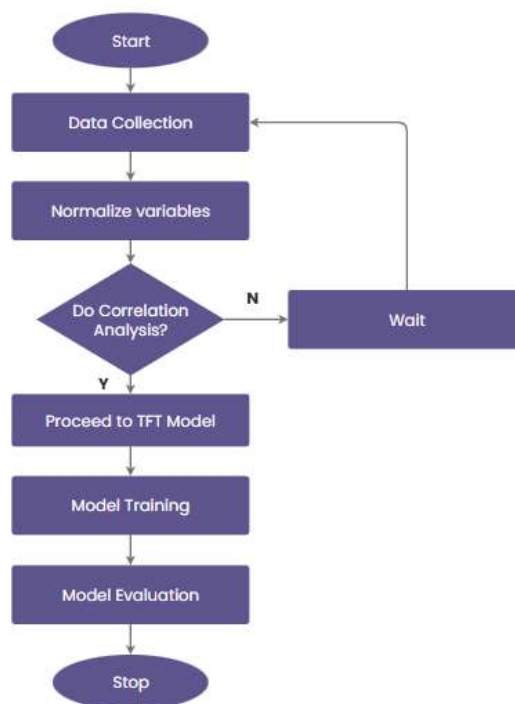 Start
Data Collection
Normalize variables
Do Correlation
Analysis?
N
Wait
Y
Proceed to TFT Model
Model Training
Model Evaluation
Stop